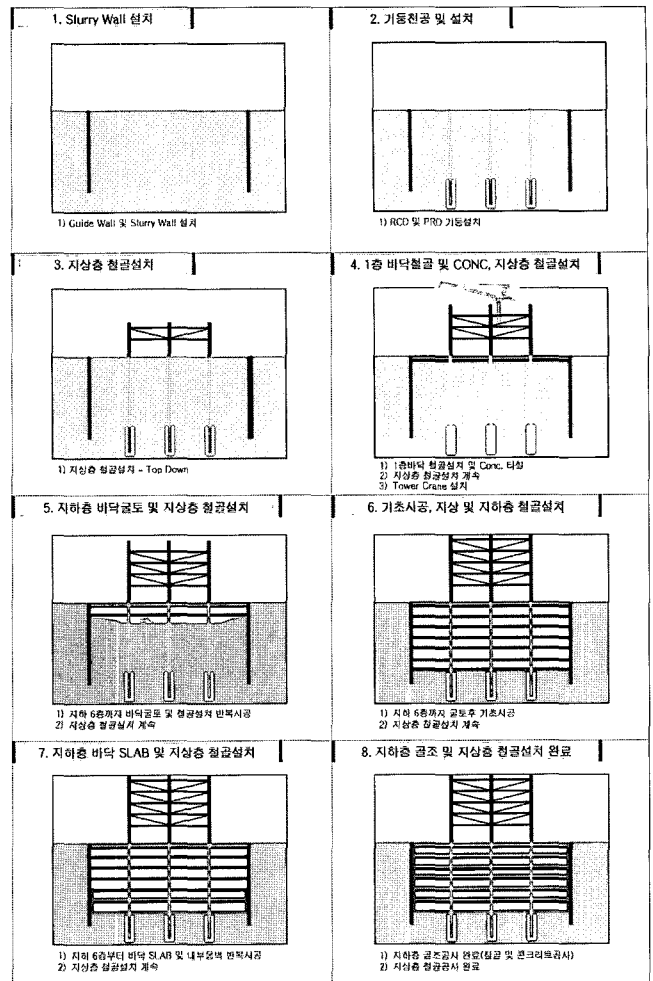 1. Slurry Wall 설치
1) Guide Wall 및 Slurry Wall 설치
2. 기둥천공 및 설치
1) RCD 및 PRD 기둥설치
3. 지상층 철골설치
1) 지상층 철골설치 - Top Down
4. 1층 바닥철골 및 CONC, 지상층 철골설치
1) 1층바닥 철골설치 및 Conc. 타설
2) 지상층 철골설치 계속
3) Tower Crane 설치
5. 지하층 바닥굴토 및 지상층 철골설치
1) 지하 6층까지 바닥굴토 및 철골설치 반복시공
2) 지상층 철골설치 계속
6. 기초시공, 지상 및 지하층 철골설치
1) 지하 6층까지 굴토후 기초시공
2) 지상층 철골설치 계속
7. 지하층 바닥 SLAB 및 지상층 철골설치
1) 지하 6층부터 바닥 SLAB 및 내부옹벽 반복시공
2) 지상층 철골설치 계속
8. 지하층 골조 및 지상층 철골설치 완료
1) 지하층 골조공사 완료(철골 및 콘크리트공사)
2) 지상층 철골공사 완료